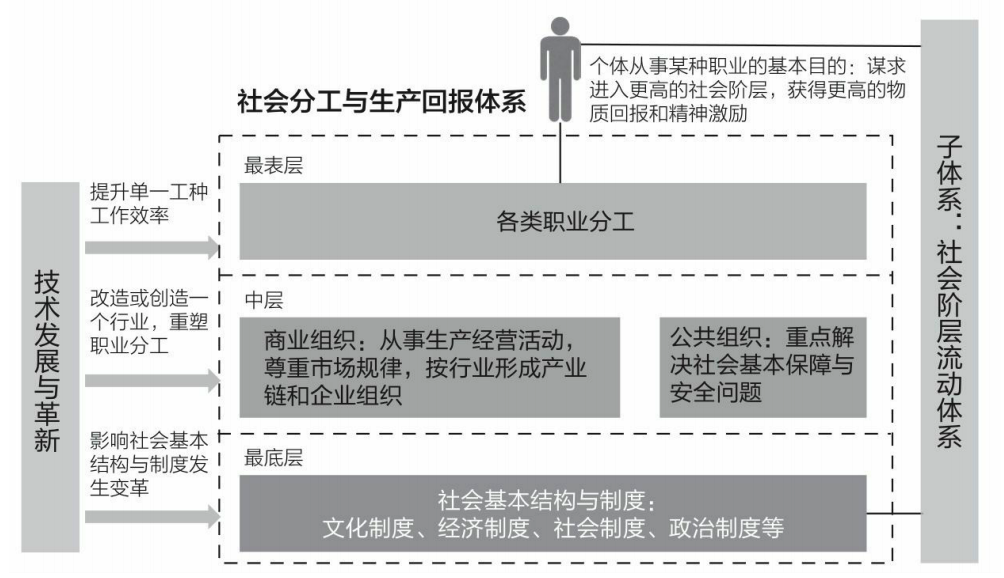 个体从事某种职业的基本目的：谋求
进入更高的社会阶层，获得更高的物
质回报和精神激励
社会分工与生产回报体系
最表层
各类职业分工
提升单一工种
工作效率
技术发展与革新
改造或创造一
个行业，重塑
职业分工
中层
商业组织：从事生产经营活动，
尊重市场规律，按行业形成产业
链和企业组织
公共组织：重点解
决社会基本保障与
安全问题
影响社会基本
结构与制度发
生变革
最底层
社会基本结构与制度：
文化制度、经济制度、社会制度、政治制度等
子体系：社会阶层流动体系